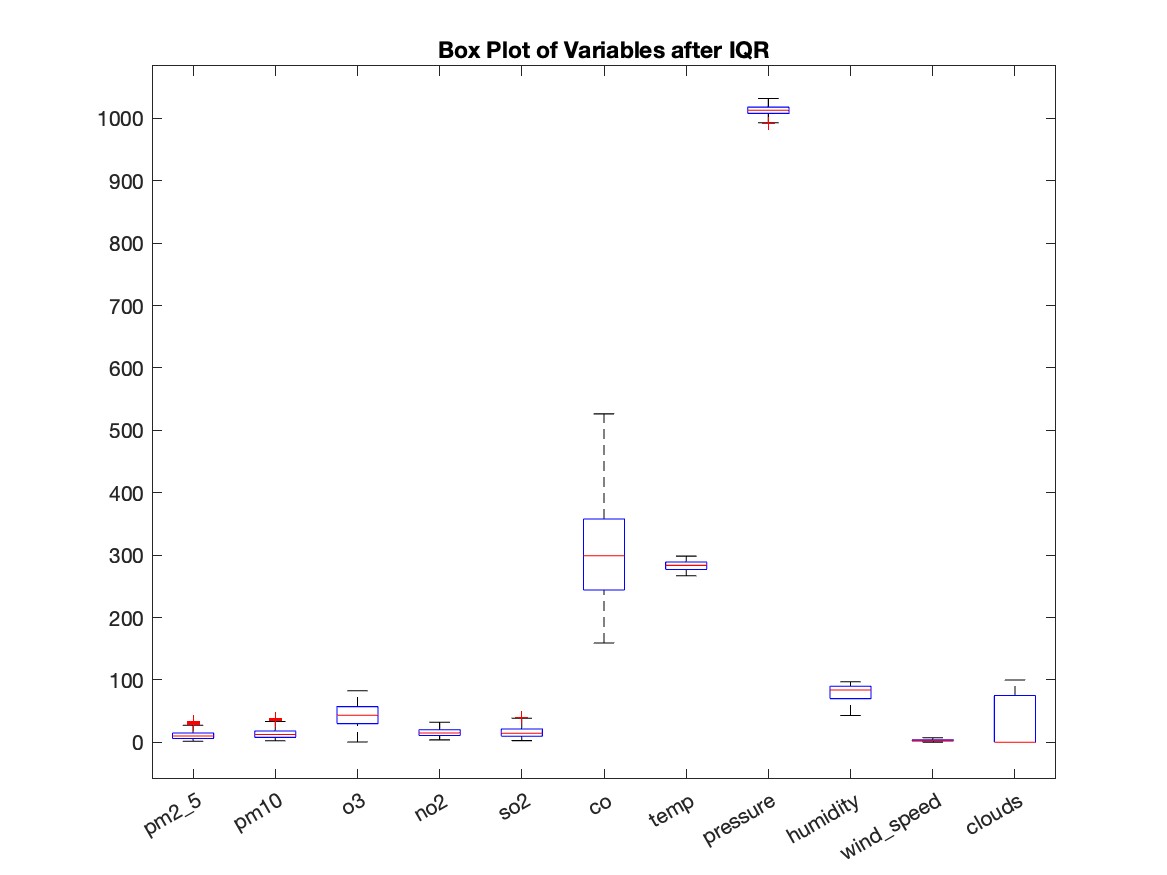 Box Plot of Variables after IQR
1000
900
800
700
600
500
400
300
200
100
0
pm2_5
pm10
o3
no2
so2
co
temp
pressure
humidity
wind_speed
clouds